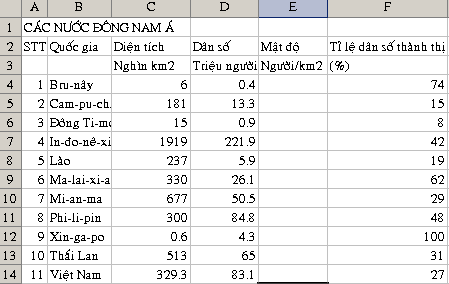 A B C D E F
1 CÁC NƯỚC ĐÔNG NAM Á
2 STT Quốc gia Diện tích Dân số Mật độ Tỉ lệ dân số thành thị
3 Nghìn km2 Triệu người Người/km2 (%)
4 1 Bru-nây 6 0.4 74
5 2 Cam-pu-ch 181 13.3 15
6 3 Đông Ti-mo 15 0.9 8
7 4 In-đo-nê-xi 1919 221.9 42
8 5 Lào 237 5.9 19
9 6 Ma-lai-xi-a 330 26.1 62
10 7 Mi-an-ma 677 50.5 29
11 8 Phi-li-pin 300 84.8 48
12 9 Xin-ga-po 0.6 4.3 100
13 10 Thái Lan 513 65 31
14 11 Việt Nam 329.3 83.1 27